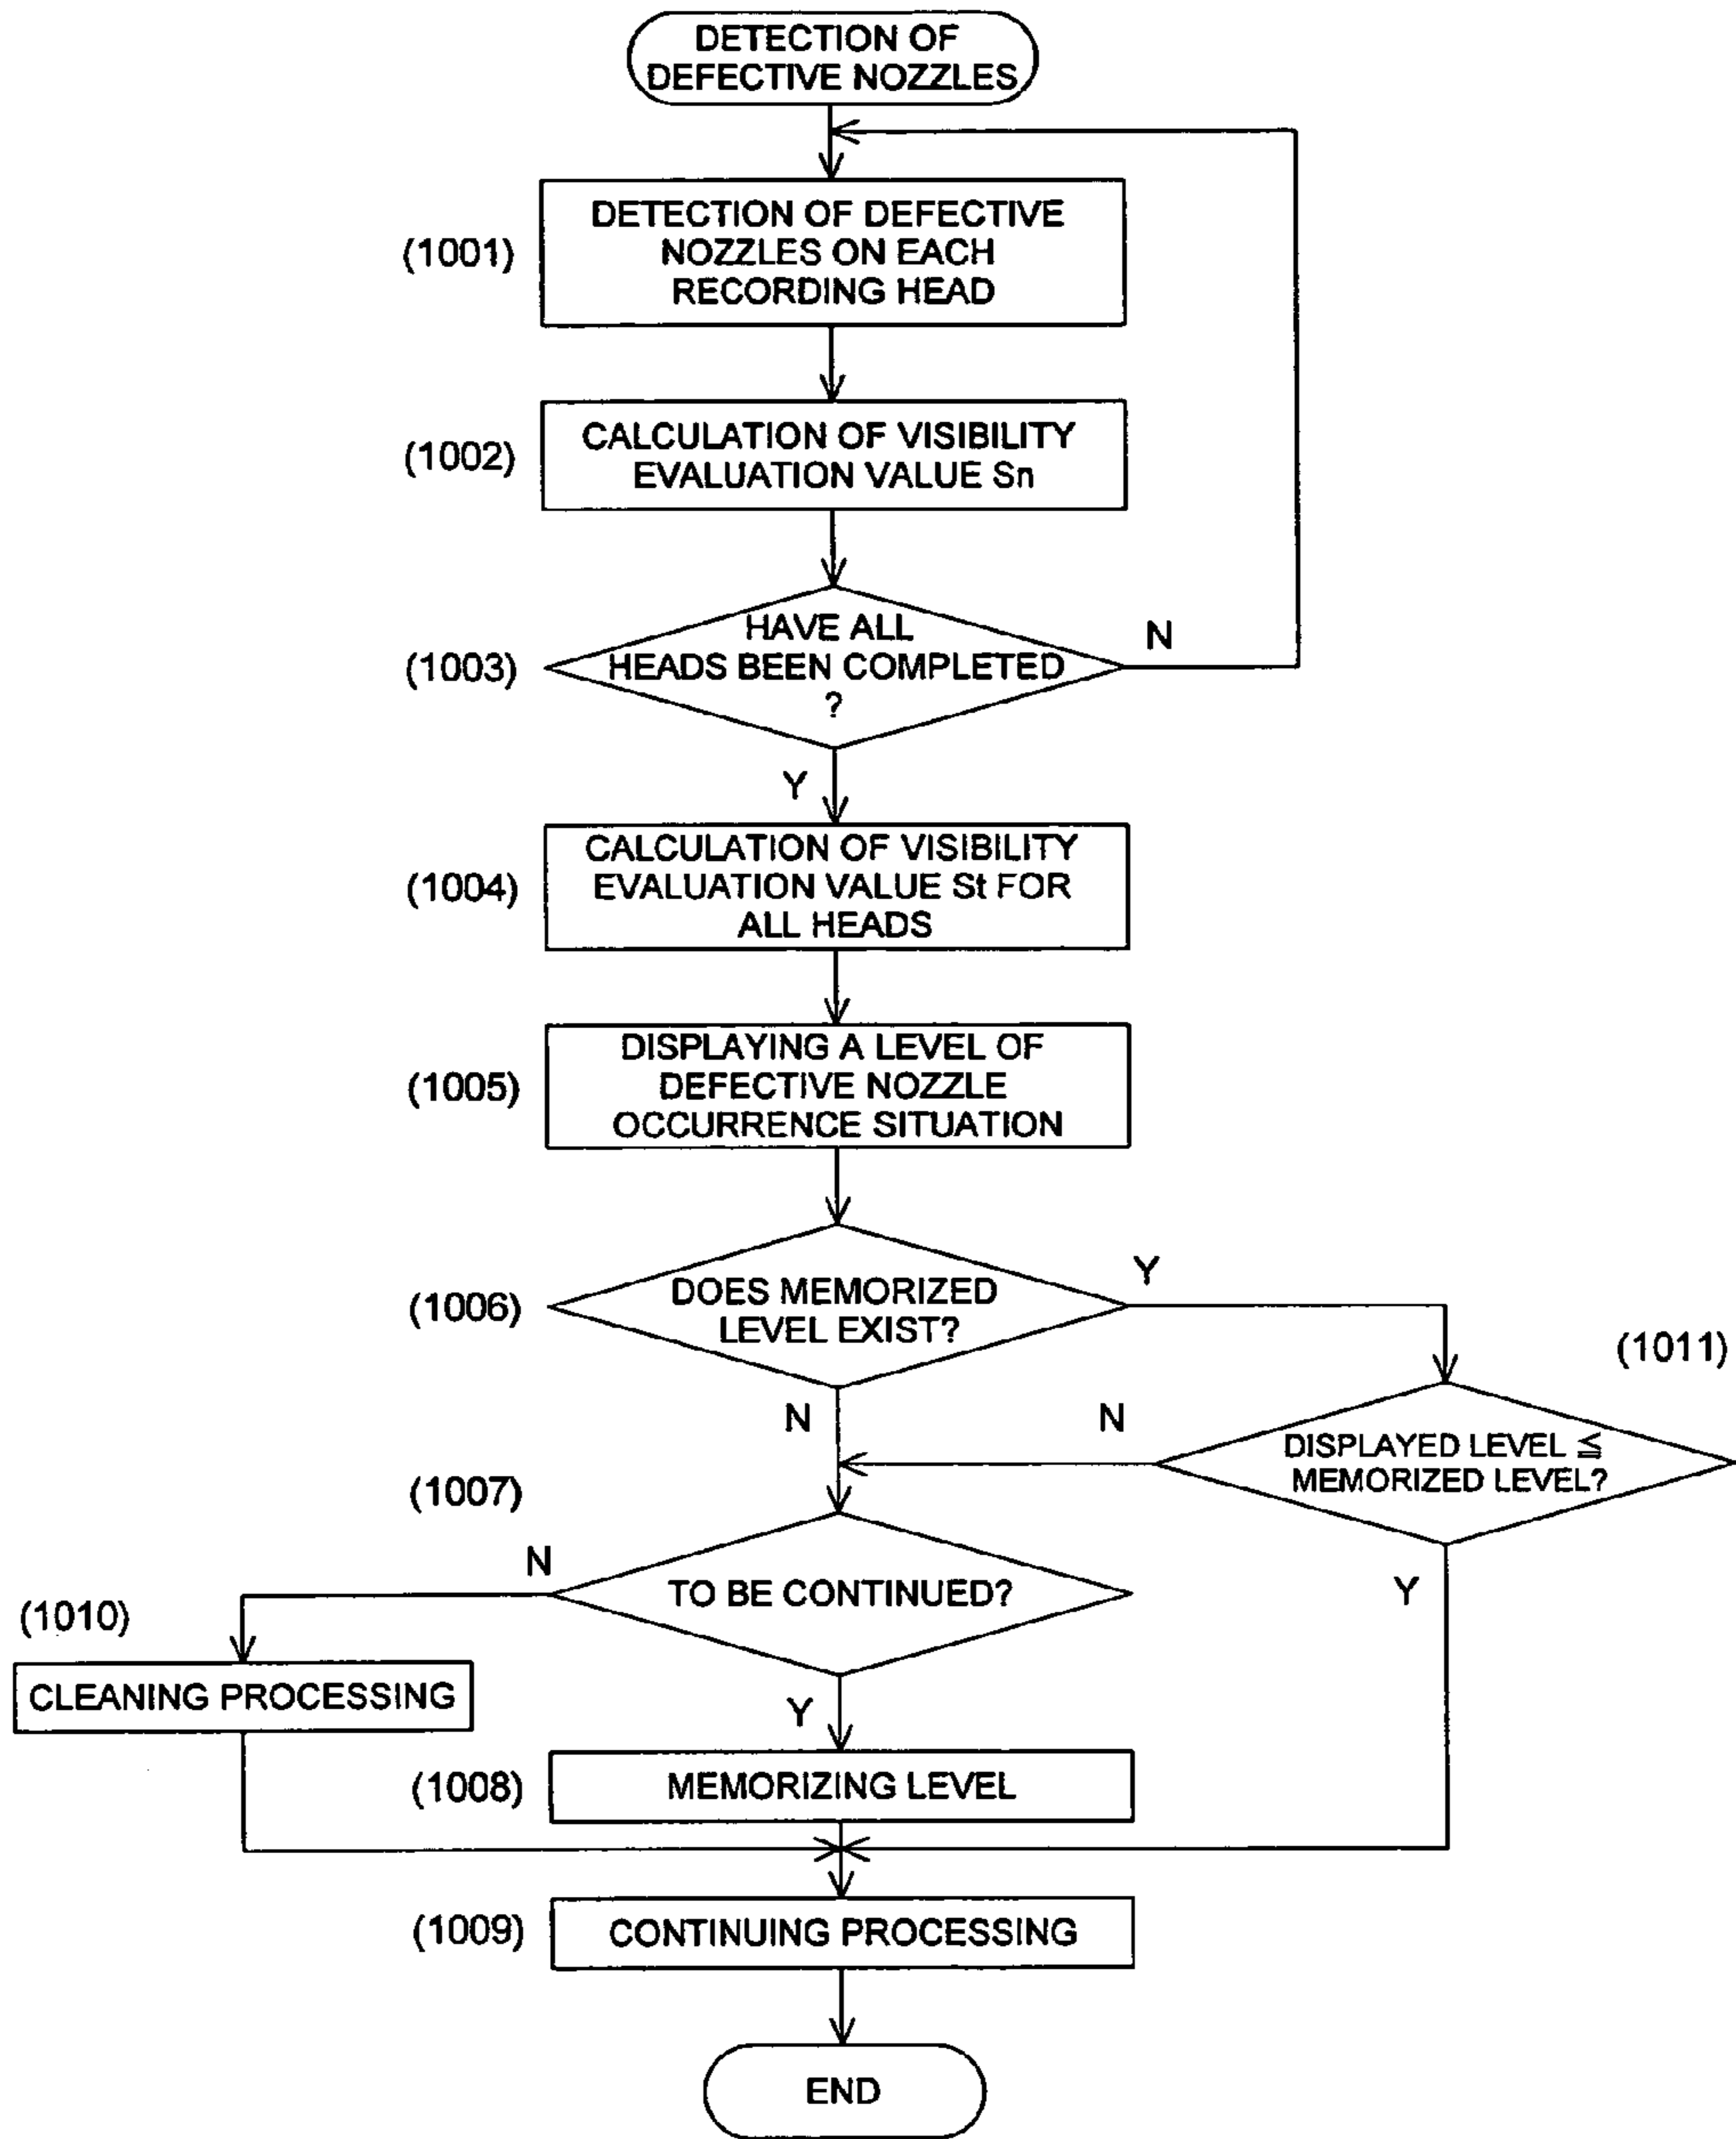 DETECTION OF
DEFECTIVE NOZZLES
(1001)
DETECTION OF DEFECTIVE
NOZZLES ON EACH
RECORDING HEAD
(1002)
CALCULATION OF VISIBILITY
EVALUATION VALUE Sn
(1003)
HAVE ALL
HEADS BEEN COMPLETED
?
N
Y
(1004)
CALCULATION OF VISIBILITY
EVALUATION VALUE St FOR
ALL HEADS
(1005)
DISPLAYING A LEVEL OF
DEFECTIVE NOZZLE
OCCURRENCE SITUATION
(1006)
DOES MEMORIZED
LEVEL EXIST?
Y
N
(1011)
DISPLAYED LEVEL ≦
MEMORIZED LEVEL?
N
Y
(1007)
TO BE CONTINUED?
N
Y
(1010)
CLEANING PROCESSING
(1008)
MEMORIZING LEVEL
(1009)
CONTINUING PROCESSING
END